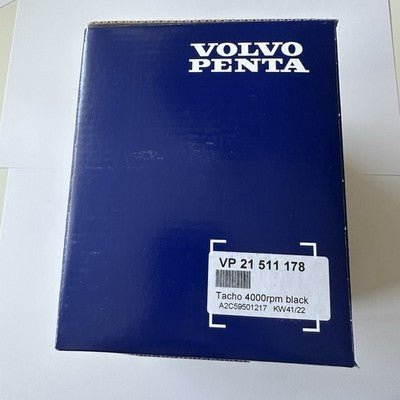 VOLVO
PENTA
VP 21 511 178
Tacho 4000rpm black
A2C59501217 KW41/22